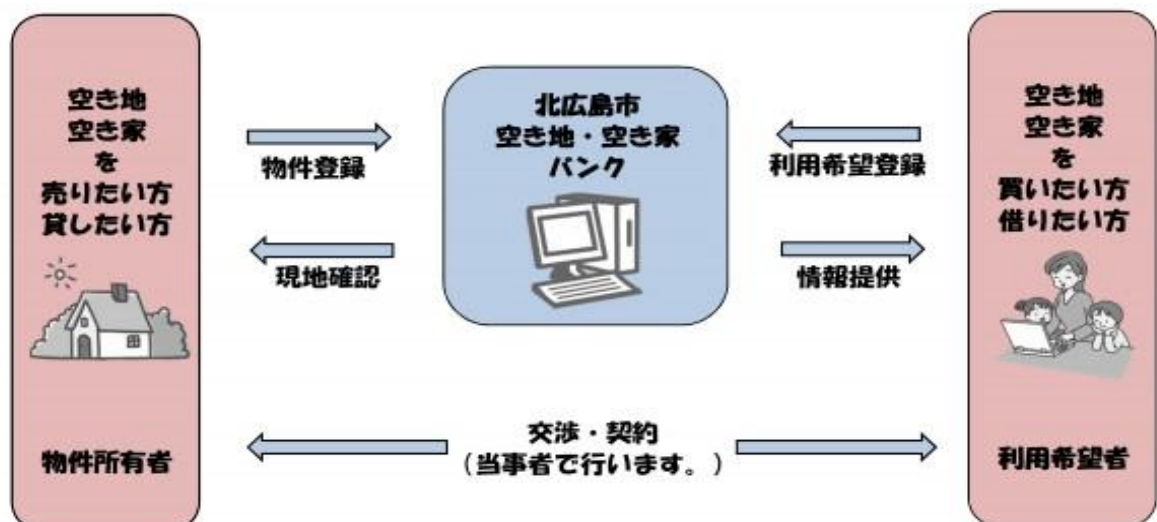 空き地
空き家
を
売りたい方
貸したい方
物件所有者
物件登録
現地確認
北広島市
空き地・空き家
バンク
利用希望登録
情報提供
交渉・契約
（当事者で行います。）
空き地
空き家
を
買いたい方
借りたい方
利用希望者